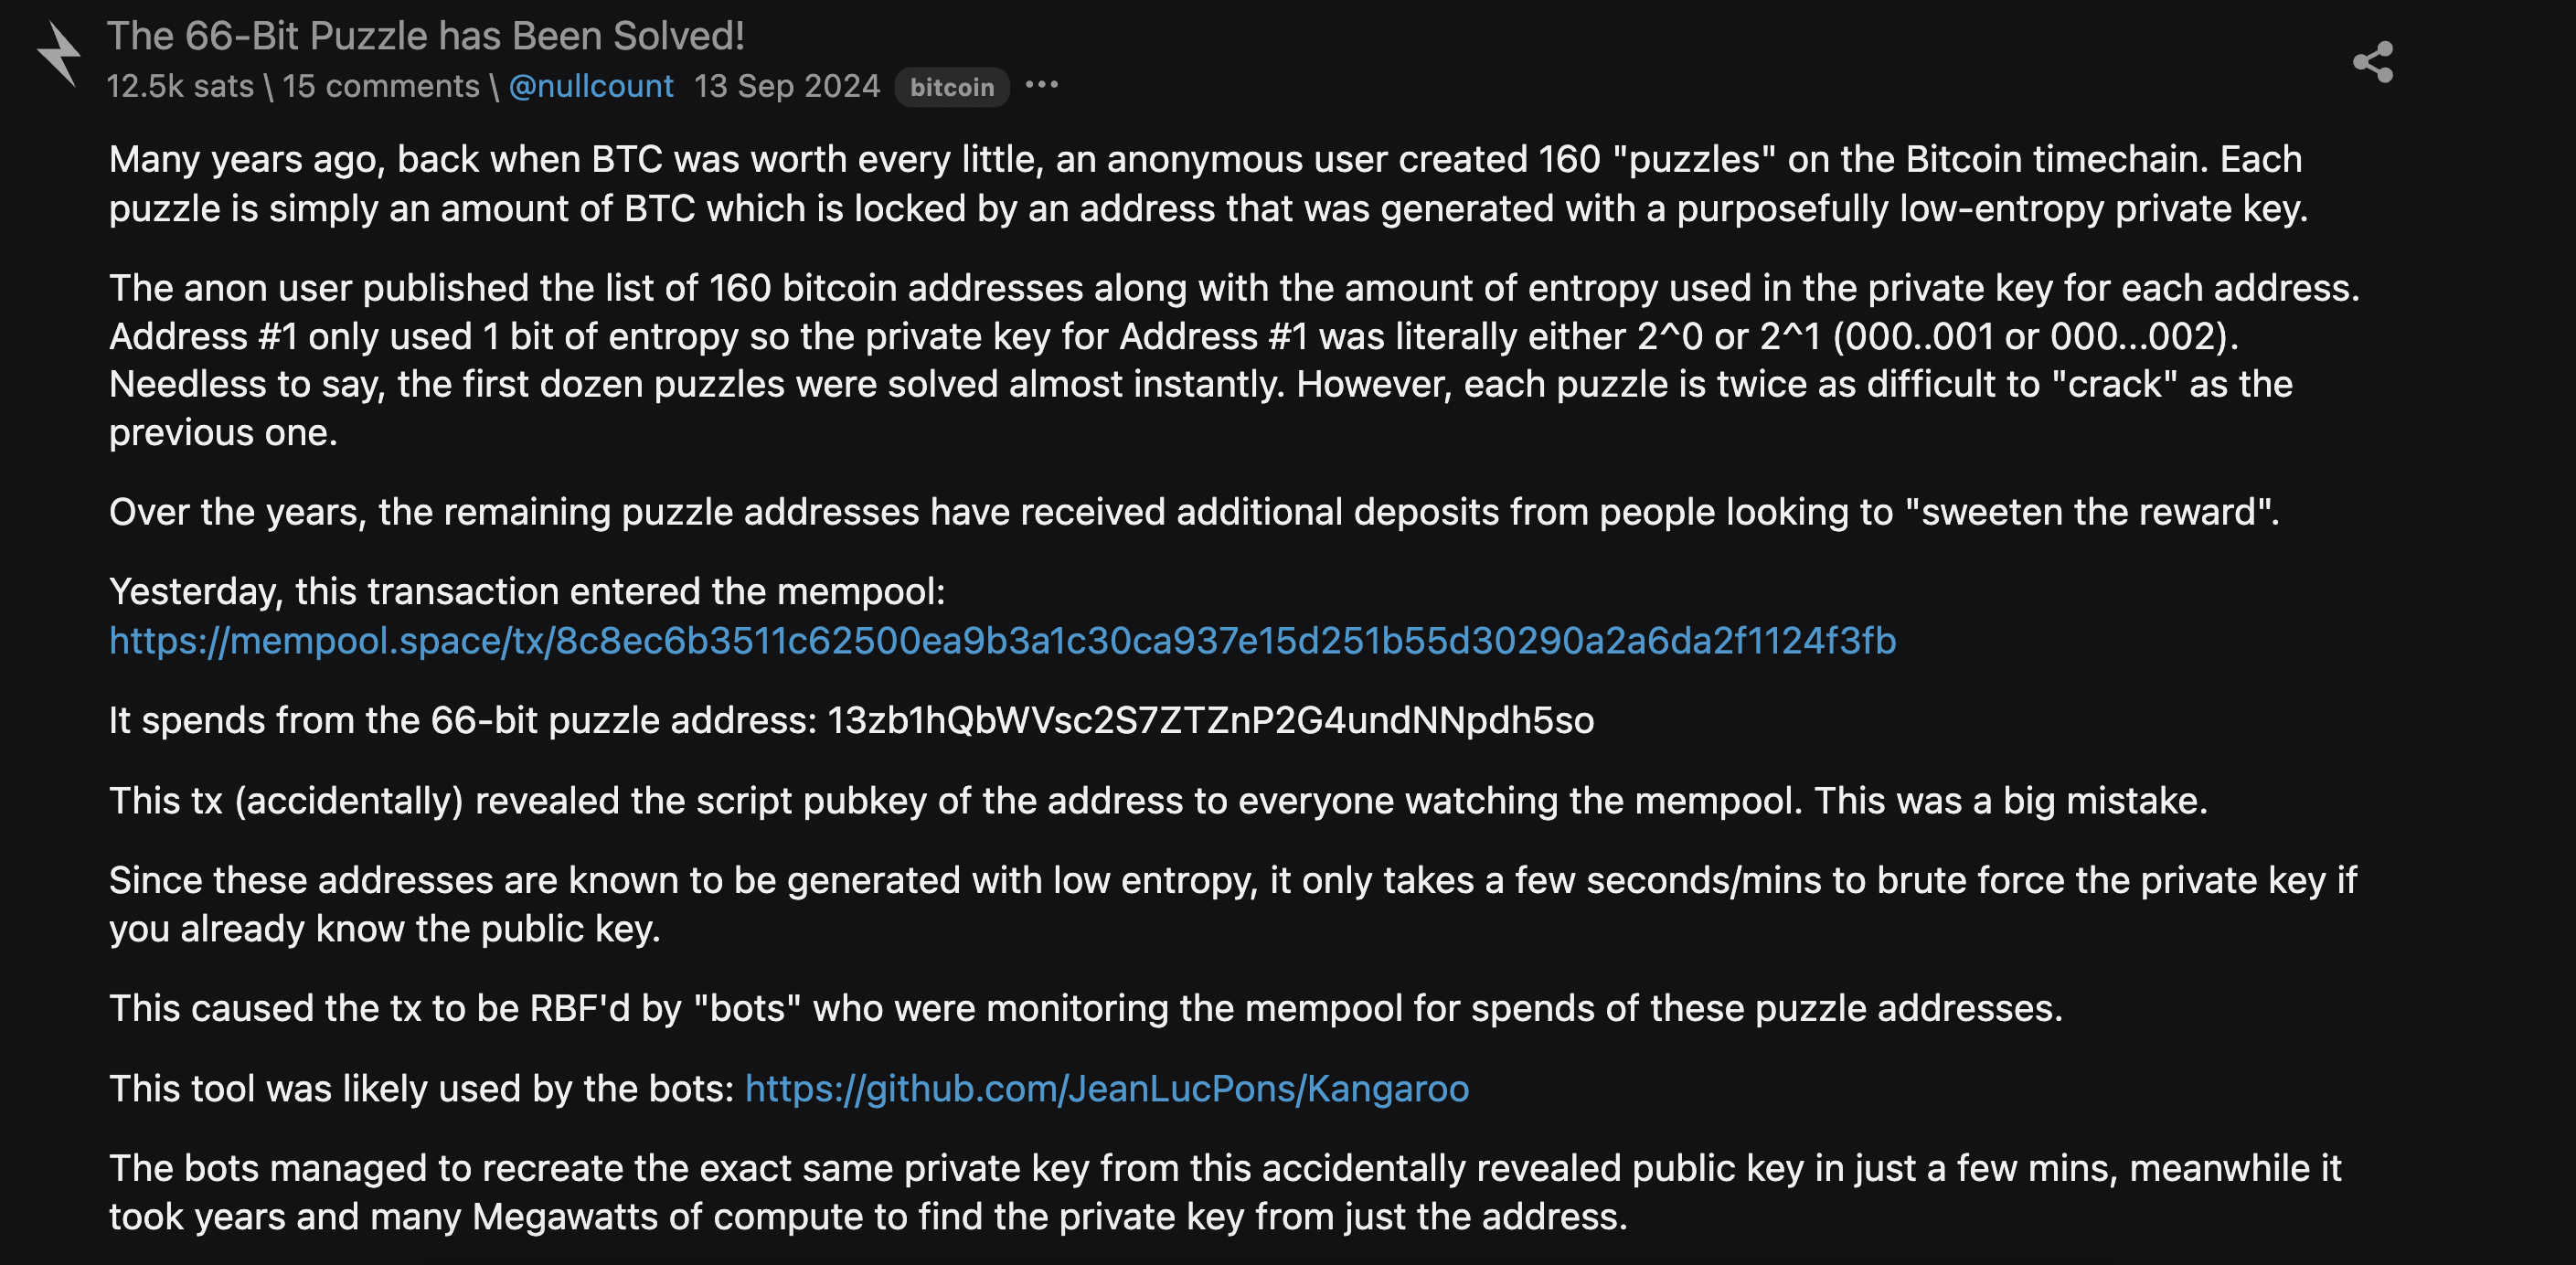 The 66-Bit Puzzle has Been Solved!
12.5k sats \ 15 comments \ @nullcount 13 Sep 2024 bitcoin ···
Many years ago, back when BTC was worth every little, an anonymous user created 160 "puzzles" on the Bitcoin timechain. Each
puzzle is simply an amount of BTC which is locked by an address that was generated with a purposefully low-entropy private key.
The anon user published the list of 160 bitcoin addresses along with the amount of entropy used in the private key for each address.
Address #1 only used 1 bit of entropy so the private key for Address #1 was literally either 2^0 or 2^1 (000..001 or 000...002).
Needless to say, the first dozen puzzles were solved almost instantly. However, each puzzle is twice as difficult to "crack" as the
previous one.
Over the years, the remaining puzzle addresses have received additional deposits from people looking to "sweeten the reward".
Yesterday, this transaction entered the mempool:
https://mempool.space/tx/8c8ec6b3511c62500ea9b3a1c30ca937e15d251b55d30290a2a6da2f1124f3fb
It spends from the 66-bit puzzle address: 13zb1hQbWVsc2S7ZTZnP2G4undNNpdh5so
This tx (accidentally) revealed the script pubkey of the address to everyone watching the mempool. This was a big mistake.
Since these addresses are known to be generated with low entropy, it only takes a few seconds/mins to brute force the private key if
you already know the public key.
This caused the tx to be RBF'd by "bots" who were monitoring the mempool for spends of these puzzle addresses.
This tool was likely used by the bots: https://github.com/JeanLucPons/Kangaroo
The bots managed to recreate the exact same private key from this accidentally revealed public key in just a few mins, meanwhile it
took years and many Megawatts of compute to find the private key from just the address.